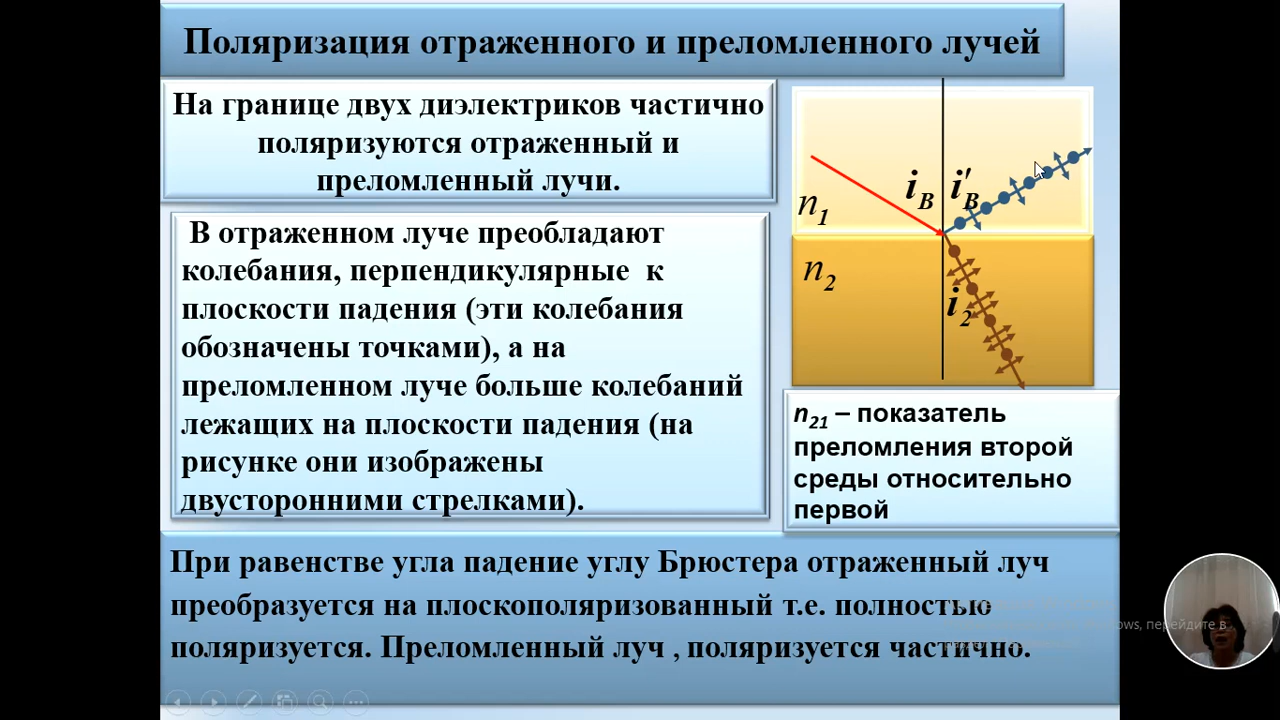 Поляризация отраженного и преломленного лучей
На границе двух диэлектриков частично
поляризуются отраженный и
преломленный лучи.
В отраженном луче преобладают
колебания, перпендикулярные к
плоскости падения (эти колебания
обозначены точками), а на
преломленном луче больше колебаний
лежащих на плоскости падения (на
рисунке они изображены
двусторонними стрелками).
iB i′B
n1
n2
i2
n21 – показатель
преломления второй
среды относительно
первой
При равенстве угла падение углу Брюстера отраженный луч
преобразуется на плоскополяризованный т.е. полностью
поляризуется. Преломленный луч , поляризуется частично.
перейдите в